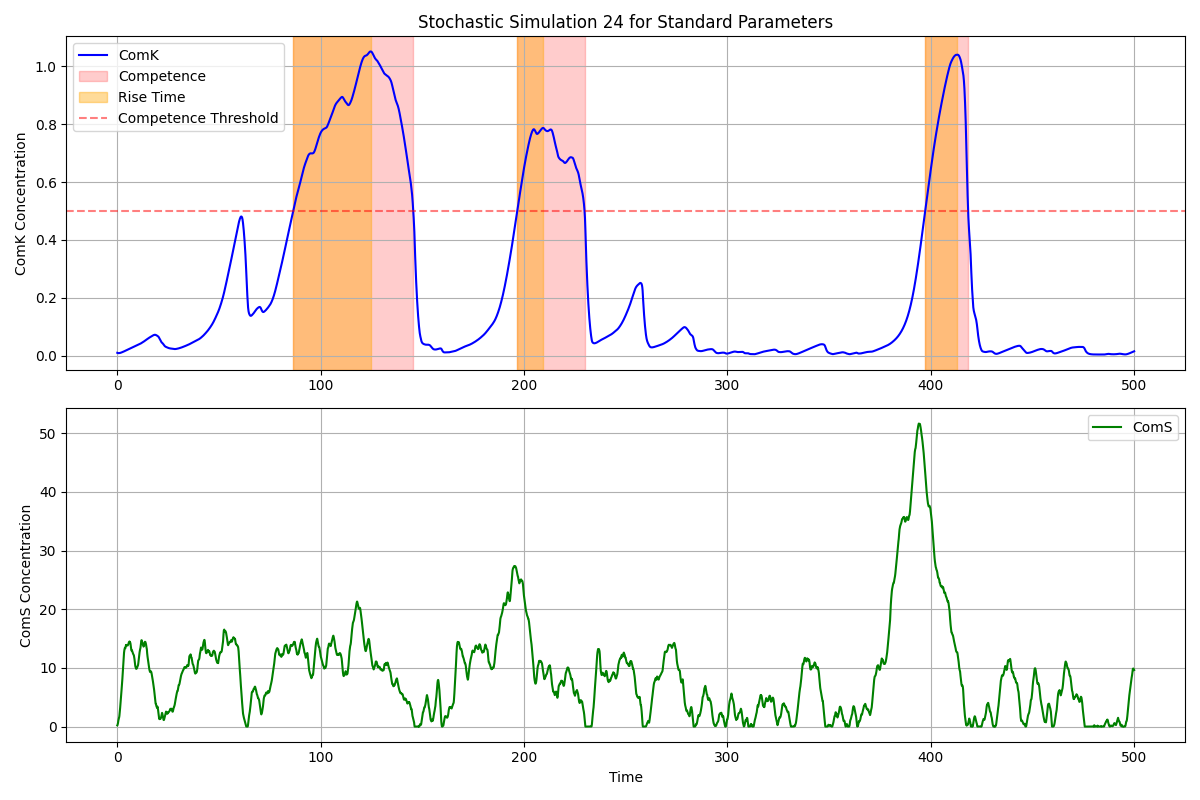 Stochastic Simulation 24 for Standard Parameters
ComK Concentration
ComK
Competence
Rise Time
Competence Threshold
1.0
0.8
0.6
0.4
0.2
0.0
0 100 200 300 400 500
ComS Concentration
ComS
50
40
30
20
10
0
0 100 200 300 400 500
Time